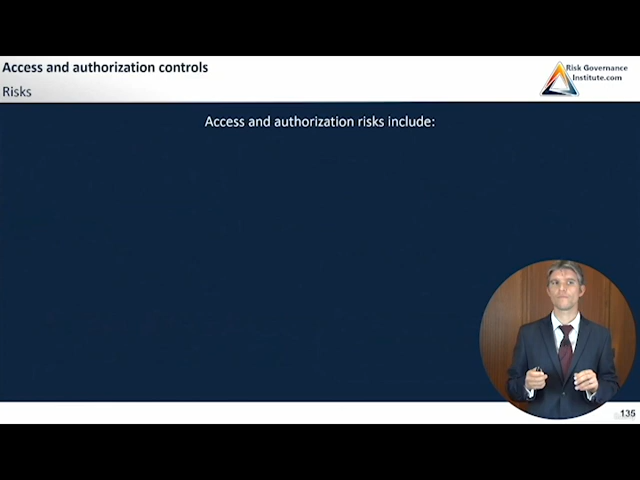 Access and authorization controls
Risks
Risk Governance
Institute.com
Access and authorization risks include:
135